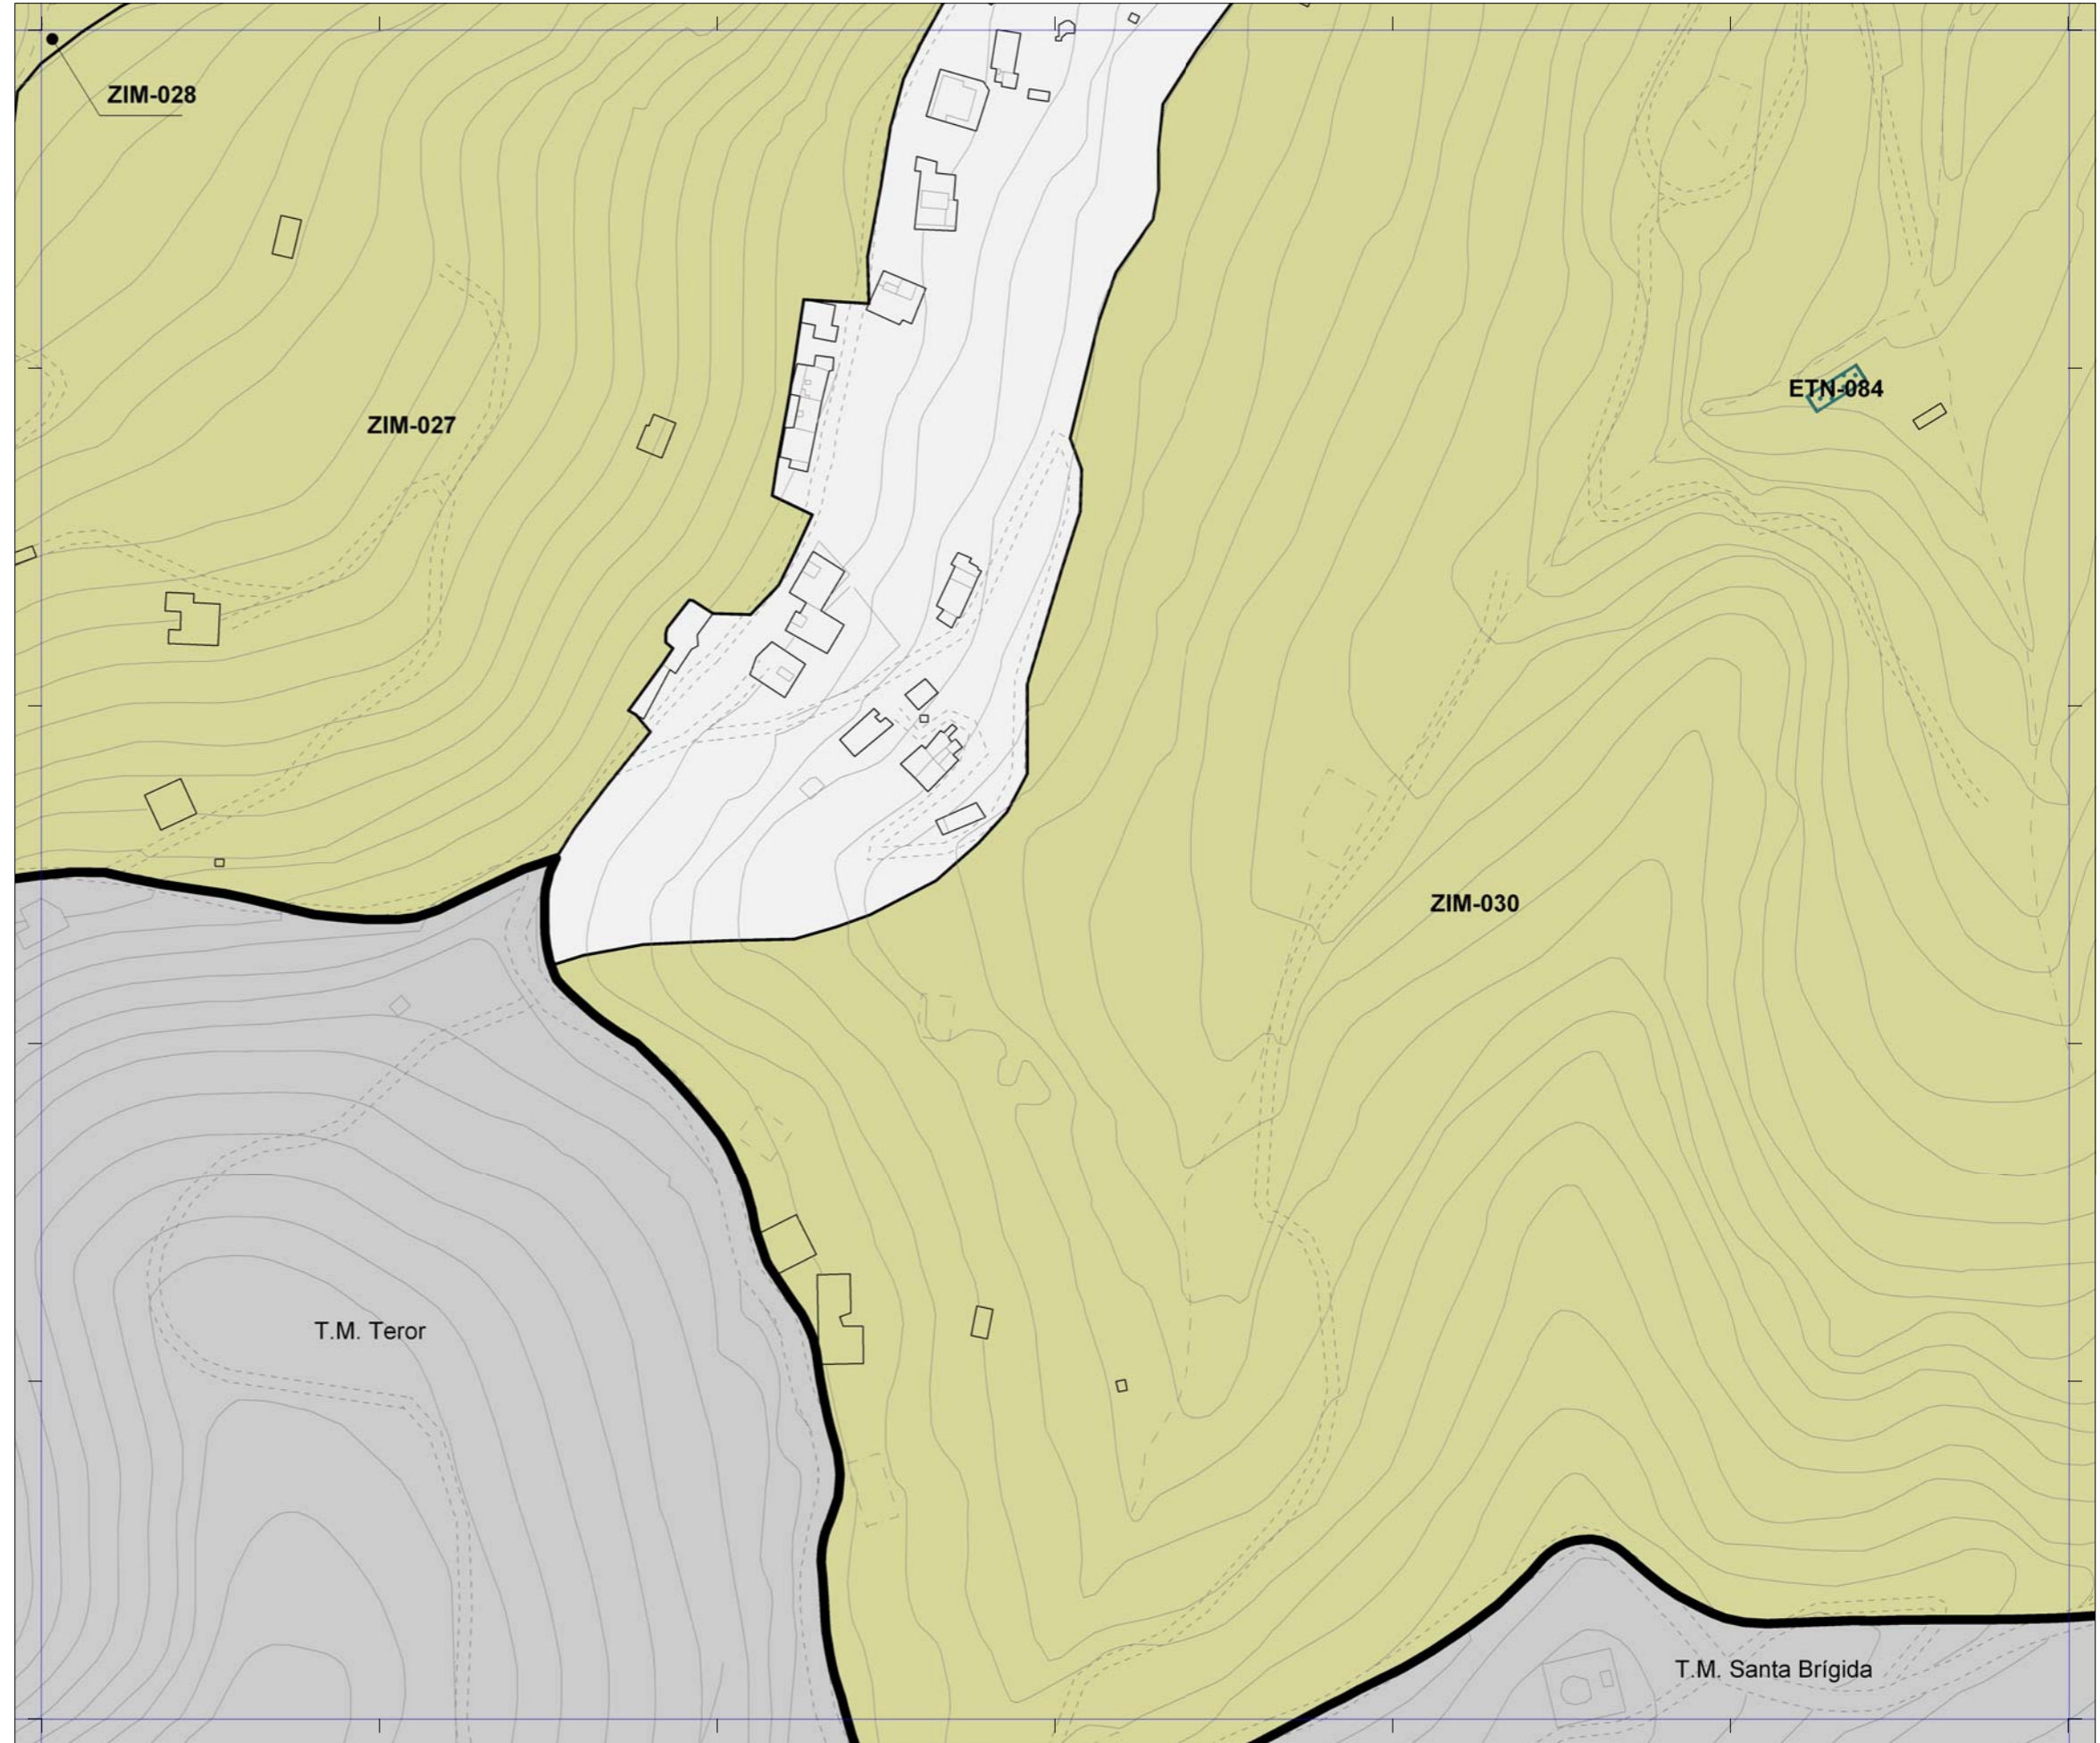 ZIM-028
ETN-084
ZIM-027
ZIM-030
T.M. Teror
T.M. Santa Brígida